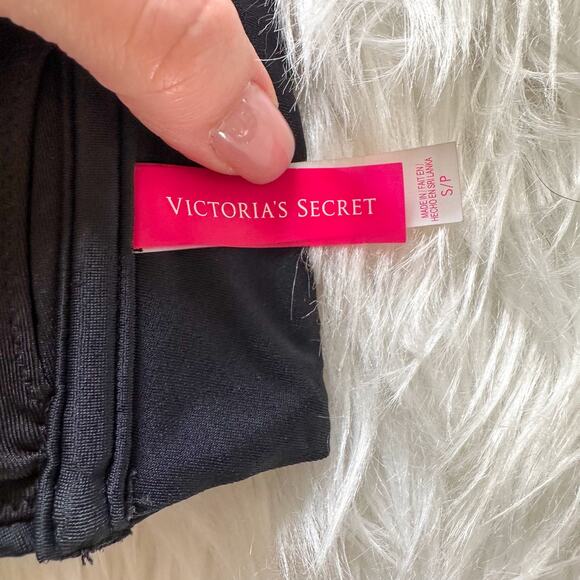 VICTORIA'S SECRET
MADE IN / FAIT EN /
HECHO EN SRI LANKA
S/P